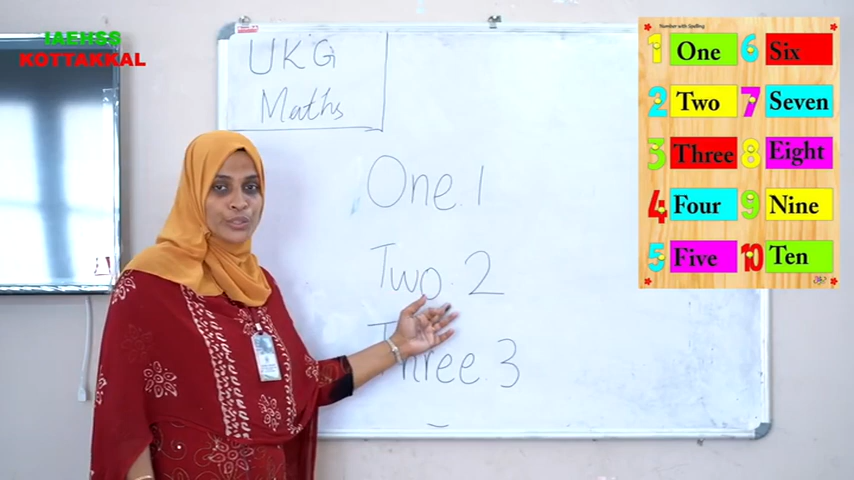 IAEHSS
KOTTAKKAL
UKG
Maths
One. 1
Two. 2
Three. 3
Number with Spelling
1 One 6 Six
2 Two 7 Seven
3 Three 8 Eight
4 Four 9 Nine
5 Five 10 Ten